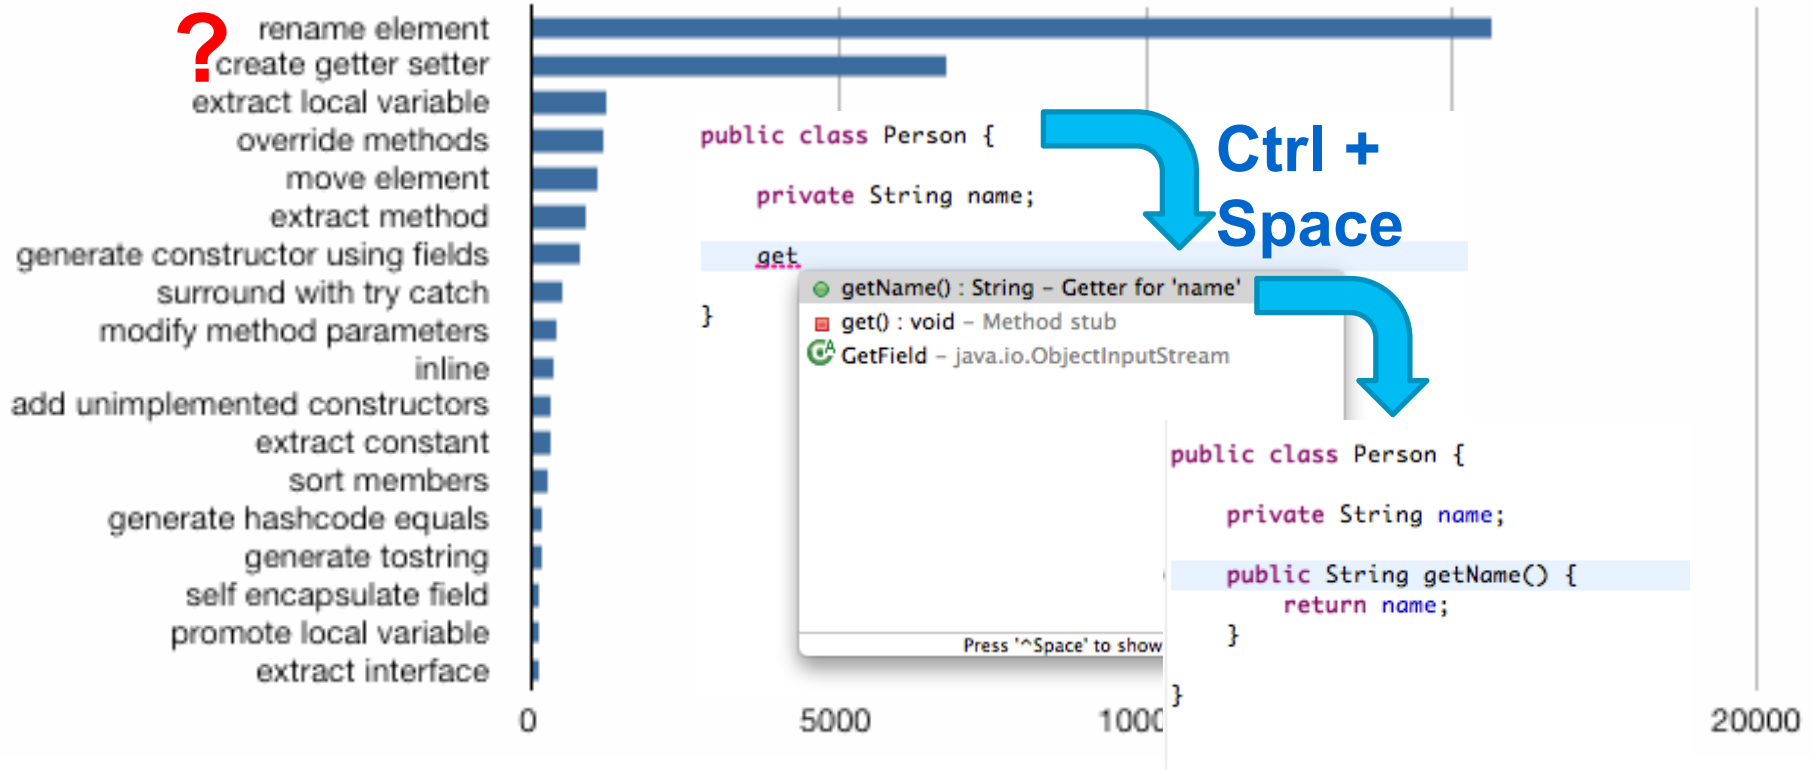 ?
rename element
create getter setter
extract local variable
override methods
move element
extract method
generate constructor using fields
surround with try catch
modify method parameters
inline
add unimplemented constructors
extract constant
sort members
generate hashcode equals
generate tostring
self encapsulate field
promote local variable
extract interface
0
5000
1000
20000
public class Person {
private String name;
get
}
getName() : String – Getter for 'name'
get() : void – Method stub
GetField – java.io.ObjectInputStream
Press '^Space' to show
Ctrl +
Space
public class Person {
private String name;
public String getName() {
return name;
}
}